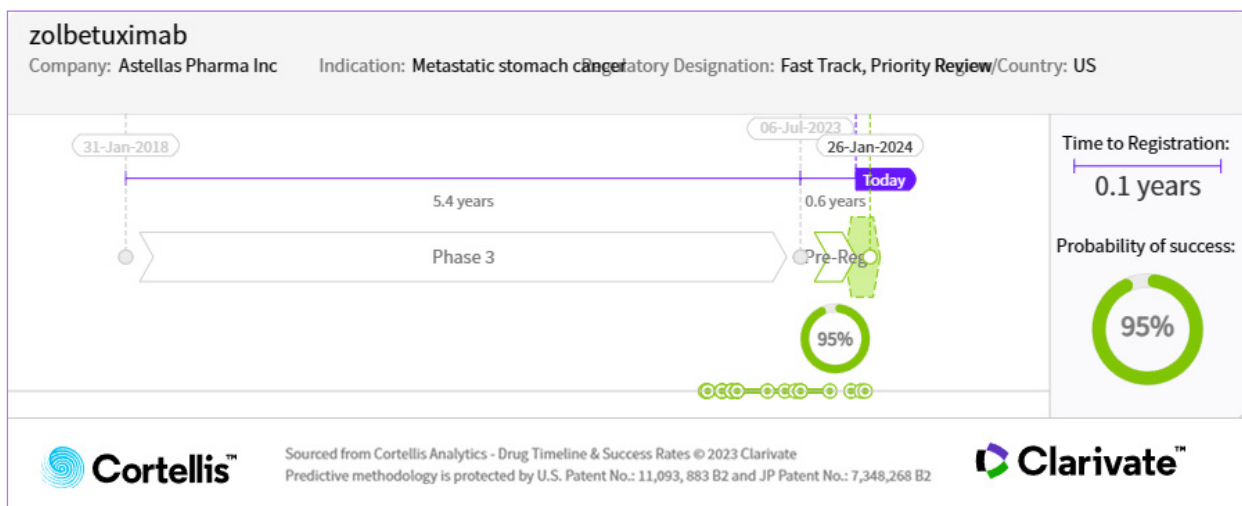 zolbetuximab
Company: Astellas Pharma Inc Indication: Metastatic stomach cancer Regulatory Designation: Fast Track, Priority Review Region/Country: US
31-Jan-2018
06-Jul-2023
26-Jan-2024
Today
5.4 years
0.6 years
Phase 3
Pre-Reg
95%
Time to Registration:
0.1 years
Probability of success:
95%
Cortellis™
Sourced from Cortellis Analytics - Drug Timeline & Success Rates © 2023 Clarivate
Predictive methodology is protected by U.S. Patent No.: 11,093, 883 B2 and JP Patent No.: 7,348,268 B2
Clarivate™